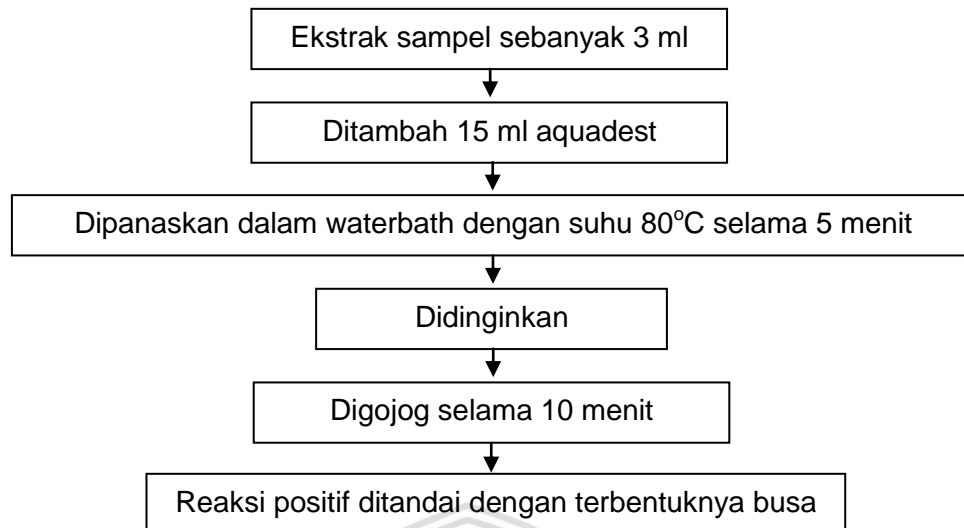 Ekstrak sampel sebanyak 3 ml
Ditambah 15 ml aquadest
Dipanaskan dalam waterbath dengan suhu 80°C selama 5 menit
Didinginkan
Digojog selama 10 menit
Reaksi positif ditandai dengan terbentuknya busa